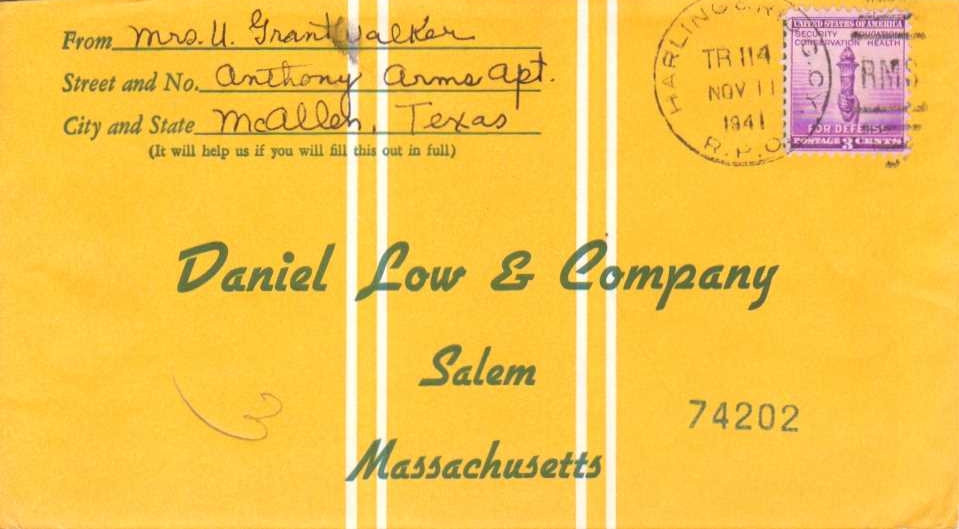 From Mrs. U. Grant Walker
Street and No. Anthony Arms Apt.
City and State McAllen, Texas
(It will help us if you will fill this out in full)
TR 114
NOV 11
1941
R.P.O.
RMS
UNITED STATES OF AMERICA
SECURITY EDUCATION
CONSERVATION HEALTH
FOR DEFENSE
POSTAGE 3 CENTS
Daniel Low & Company
Salem
Massachusetts
74202
3